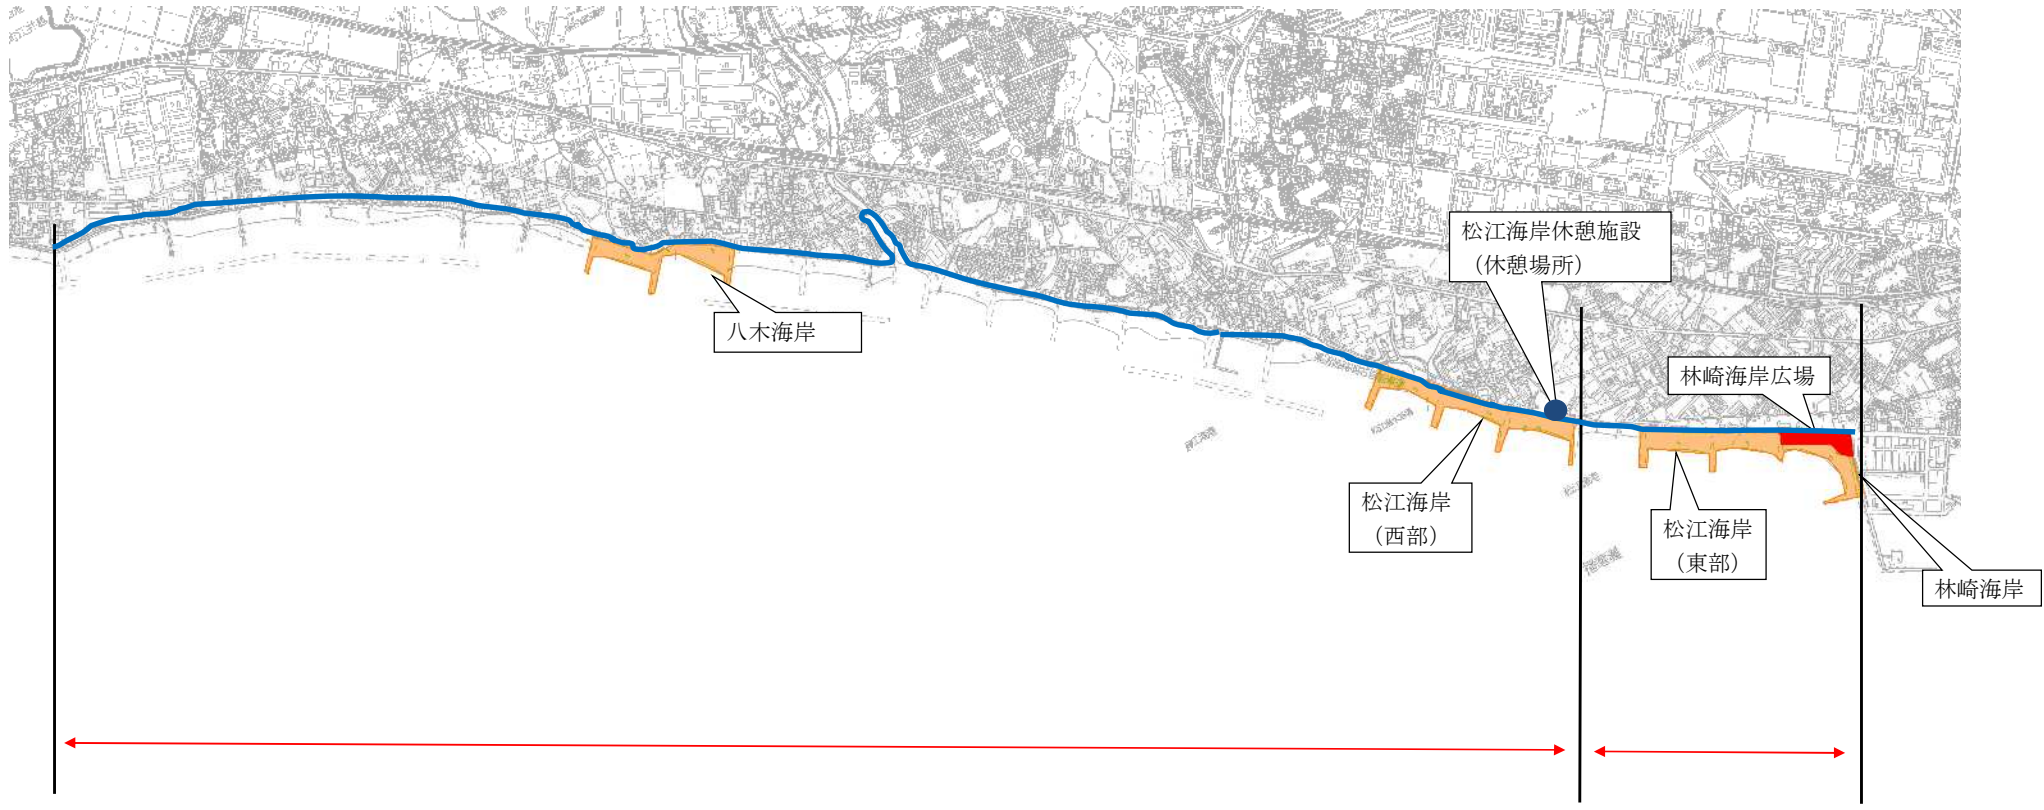 松江海岸休憩施設
（休憩場所）
八木海岸
林崎海岸広場
松江海岸
（西部）
松江海岸
（東部）
林崎海岸